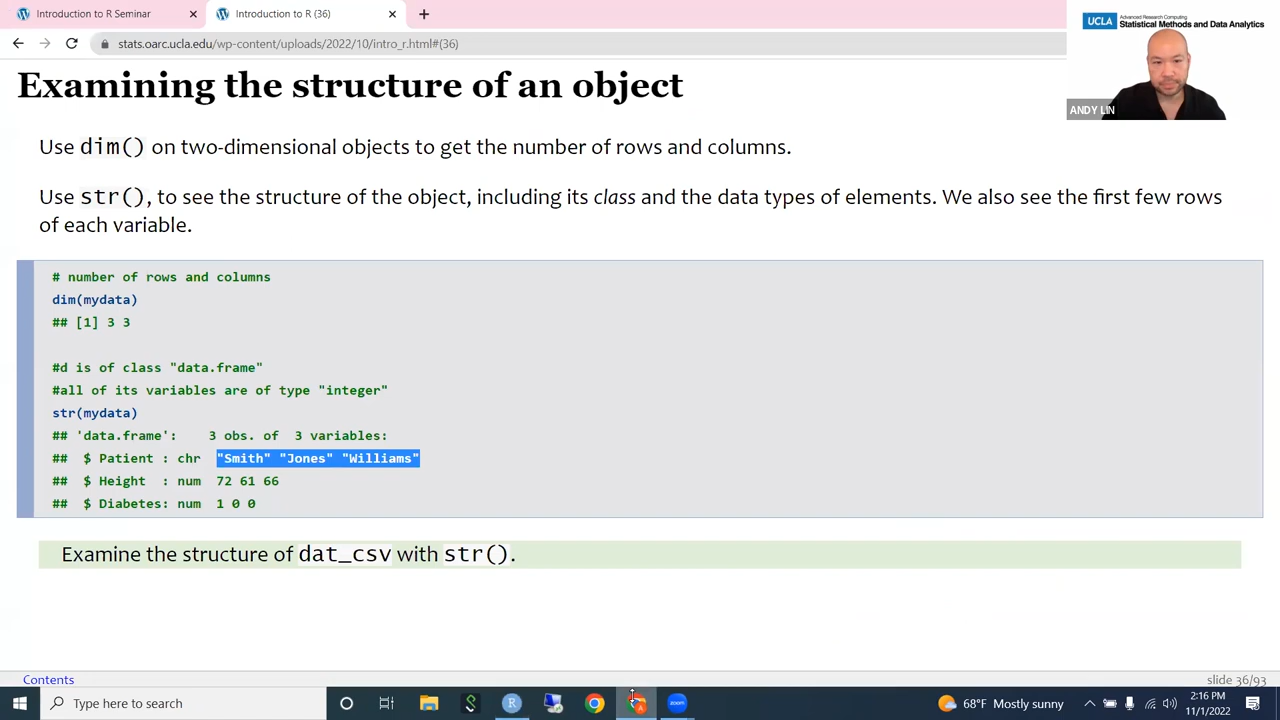 Introduction to R Seminar
Introduction to R (36)
stats.oarc.ucla.edu/wp-content/uploads/2022/10/intro_r.html#(36)
UCLA Advanced Research Computing
Statistical Methods and Data Analytics
ANDY LIN
Examining the structure of an object
Use dim() on two-dimensional objects to get the number of rows and columns.
Use str(), to see the structure of the object, including its class and the data types of elements. We also see the first few rows
of each variable.
# number of rows and columns
dim(mydata)
## [1] 3 3
#d is of class "data.frame"
#all of its variables are of type "integer"
str(mydata)
## 'data.frame':    3 obs. of  3 variables:
##  $ Patient : chr  "Smith" "Jones" "Williams"
##  $ Height  : num  72 61 66
##  $ Diabetes: num  1 0 0
Examine the structure of dat_csv with str().
Contents
slide 36/93
Type here to search
zoom
68°F Mostly sunny
2:16 PM
11/1/2022